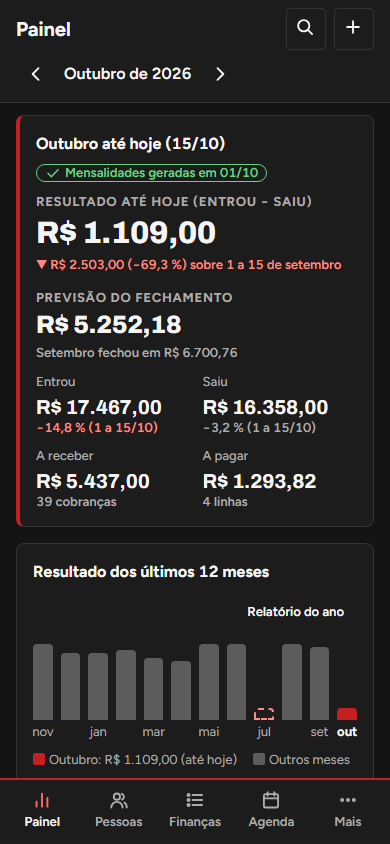 Painel
Outubro de 2026
Outubro até hoje (15/10)
Mensalidades geradas em 01/10
RESULTADO ATÉ HOJE (ENTROU − SAIU)
R$ 1.109,00
▼ R$ 2.503,00 (−69,3 %) sobre 1 a 15 de setembro
PREVISÃO DO FECHAMENTO
R$ 5.252,18
Setembro fechou em R$ 6.700,76
Entrou Saiu
R$ 17.467,00 R$ 16.358,00
−14,8 % (1 a 15/10) −3,2 % (1 a 15/10)
A receber A pagar
R$ 5.437,00 R$ 1.293,82
39 cobranças 4 linhas
Resultado dos últimos 12 meses
Relatório do ano
nov jan mar mai jul set out
Outubro: R$ 1.109,00 (até hoje) Outros meses
Painel Pessoas Finanças Agenda Mais